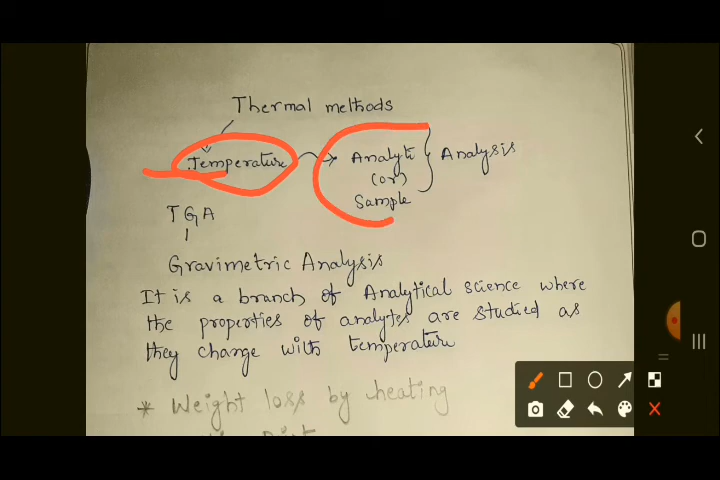 Thermal methods
Temperature → Analyte } Analysis
(or)
Sample
TGA
Gravimetric Analysis
It is a branch of Analytical science where
the properties of analytes are studied as
they change with temperature
* Weight loss by heating